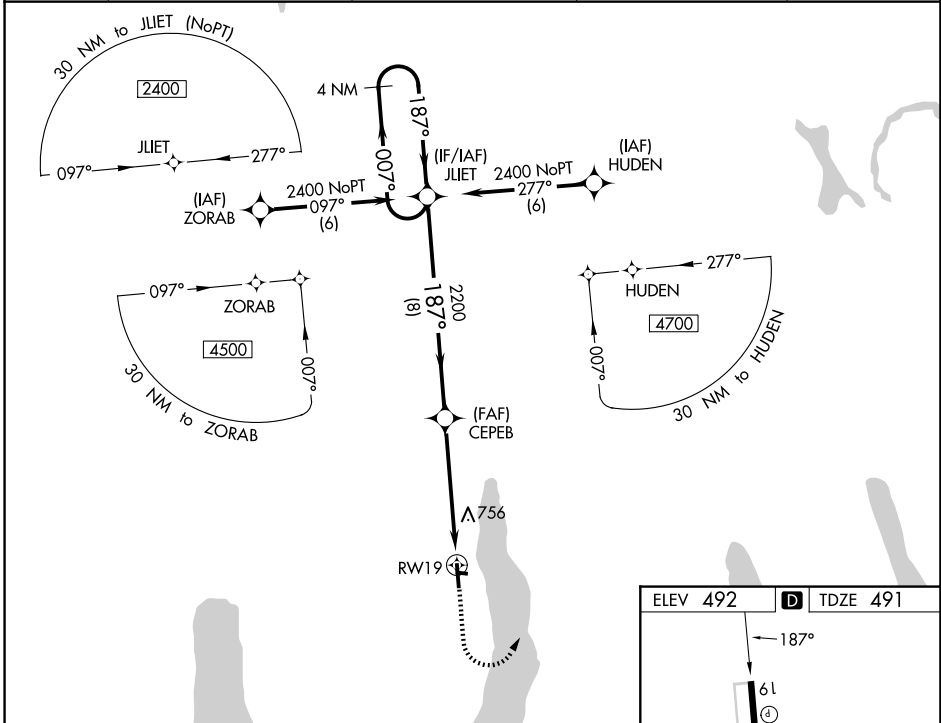 30 NM to JLIET (NoPT)
2400
JLIET
097°
277°
4 NM
187°
007°
(IF/IAF)
JLIET
(IAF)
HUDEN
2400 NoPT
277°
(6)
(IAF)
ZORAB
2400 NoPT
097°
(6)
2200
187°
(8)
097°
ZORAB
4500
007°
30 NM to ZORAB
277°
HUDEN
4700
007°
30 NM to HUDEN
(FAF)
CEPEB
756
RW19
ELEV 492
D
TDZE 491
187°
19
P